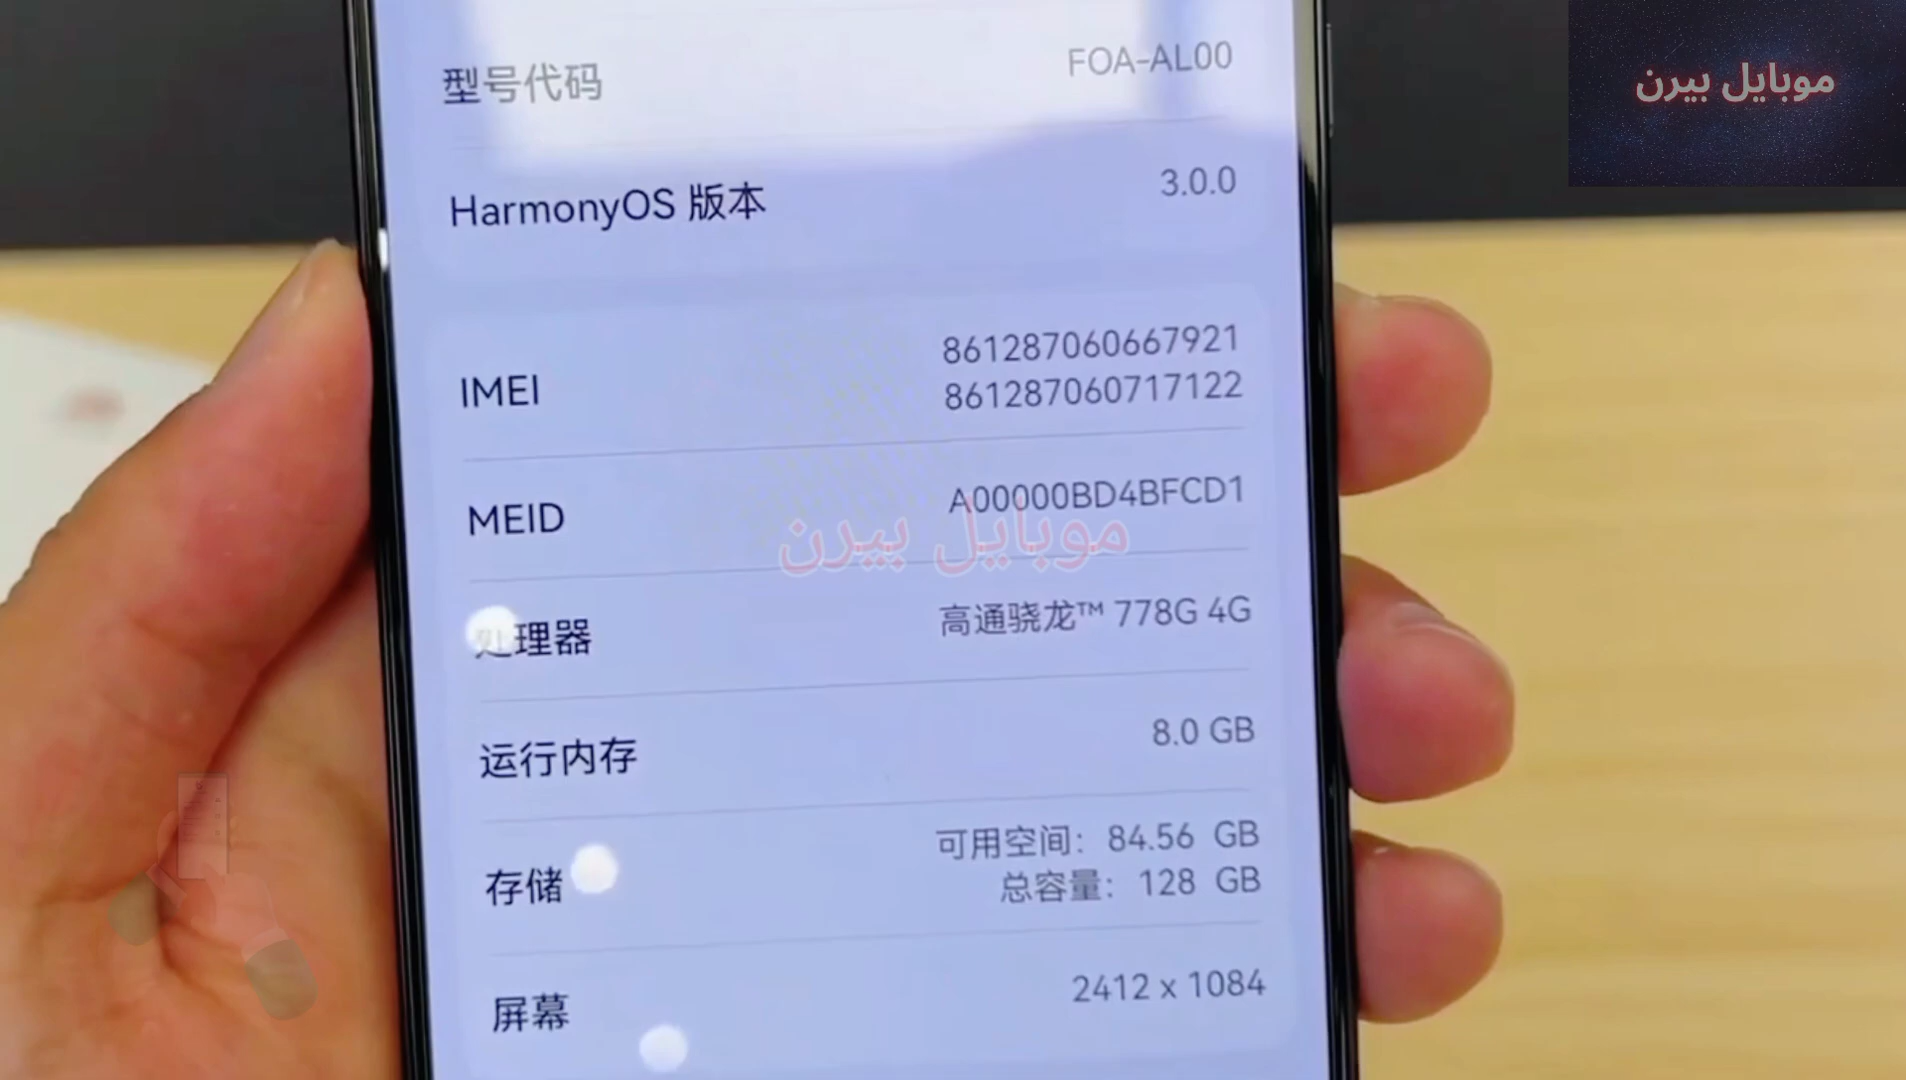 موبایل بیرن
型号代码 FOA-AL00
HarmonyOS 版本 3.0.0
IMEI 861287060667921
861287060717122
MEID A00000BD4BFCD1
موبایل بیرن
处理器 高通骁龙™ 778G 4G
运行内存 8.0 GB
存储 可用空间: 84.56 GB
总容量: 128 GB
屏幕 2412 x 1084